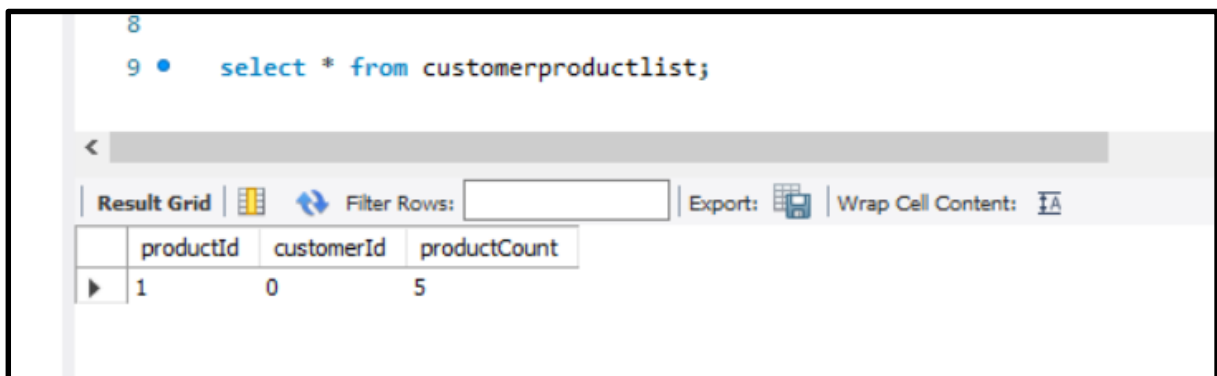 8
9 select * from customerproductlist;
Result Grid Filter Rows: Export: Wrap Cell Content: IA
productId customerId productCount
1 0 5